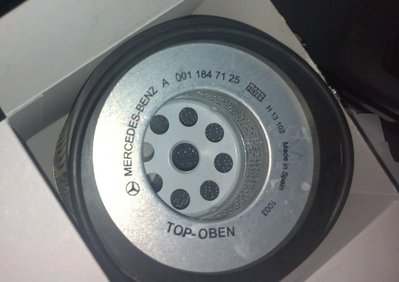 MERCEDES-BENZ A 001 184 71 25
H 13 102
Made in Spain
1003
TOP-OBEN